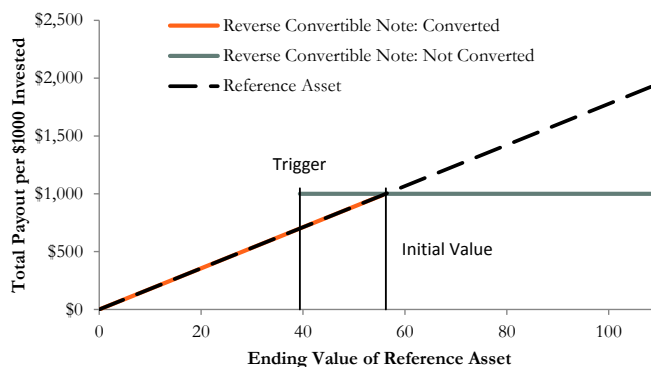 $2,500
$2,000
$1,500
$1,000
$500
$0
Total Payout per $1000 Invested
Reverse Convertible Note: Converted
Reverse Convertible Note: Not Converted
Reference Asset
Trigger
Initial Value
0 20 40 60 80 100
Ending Value of Reference Asset